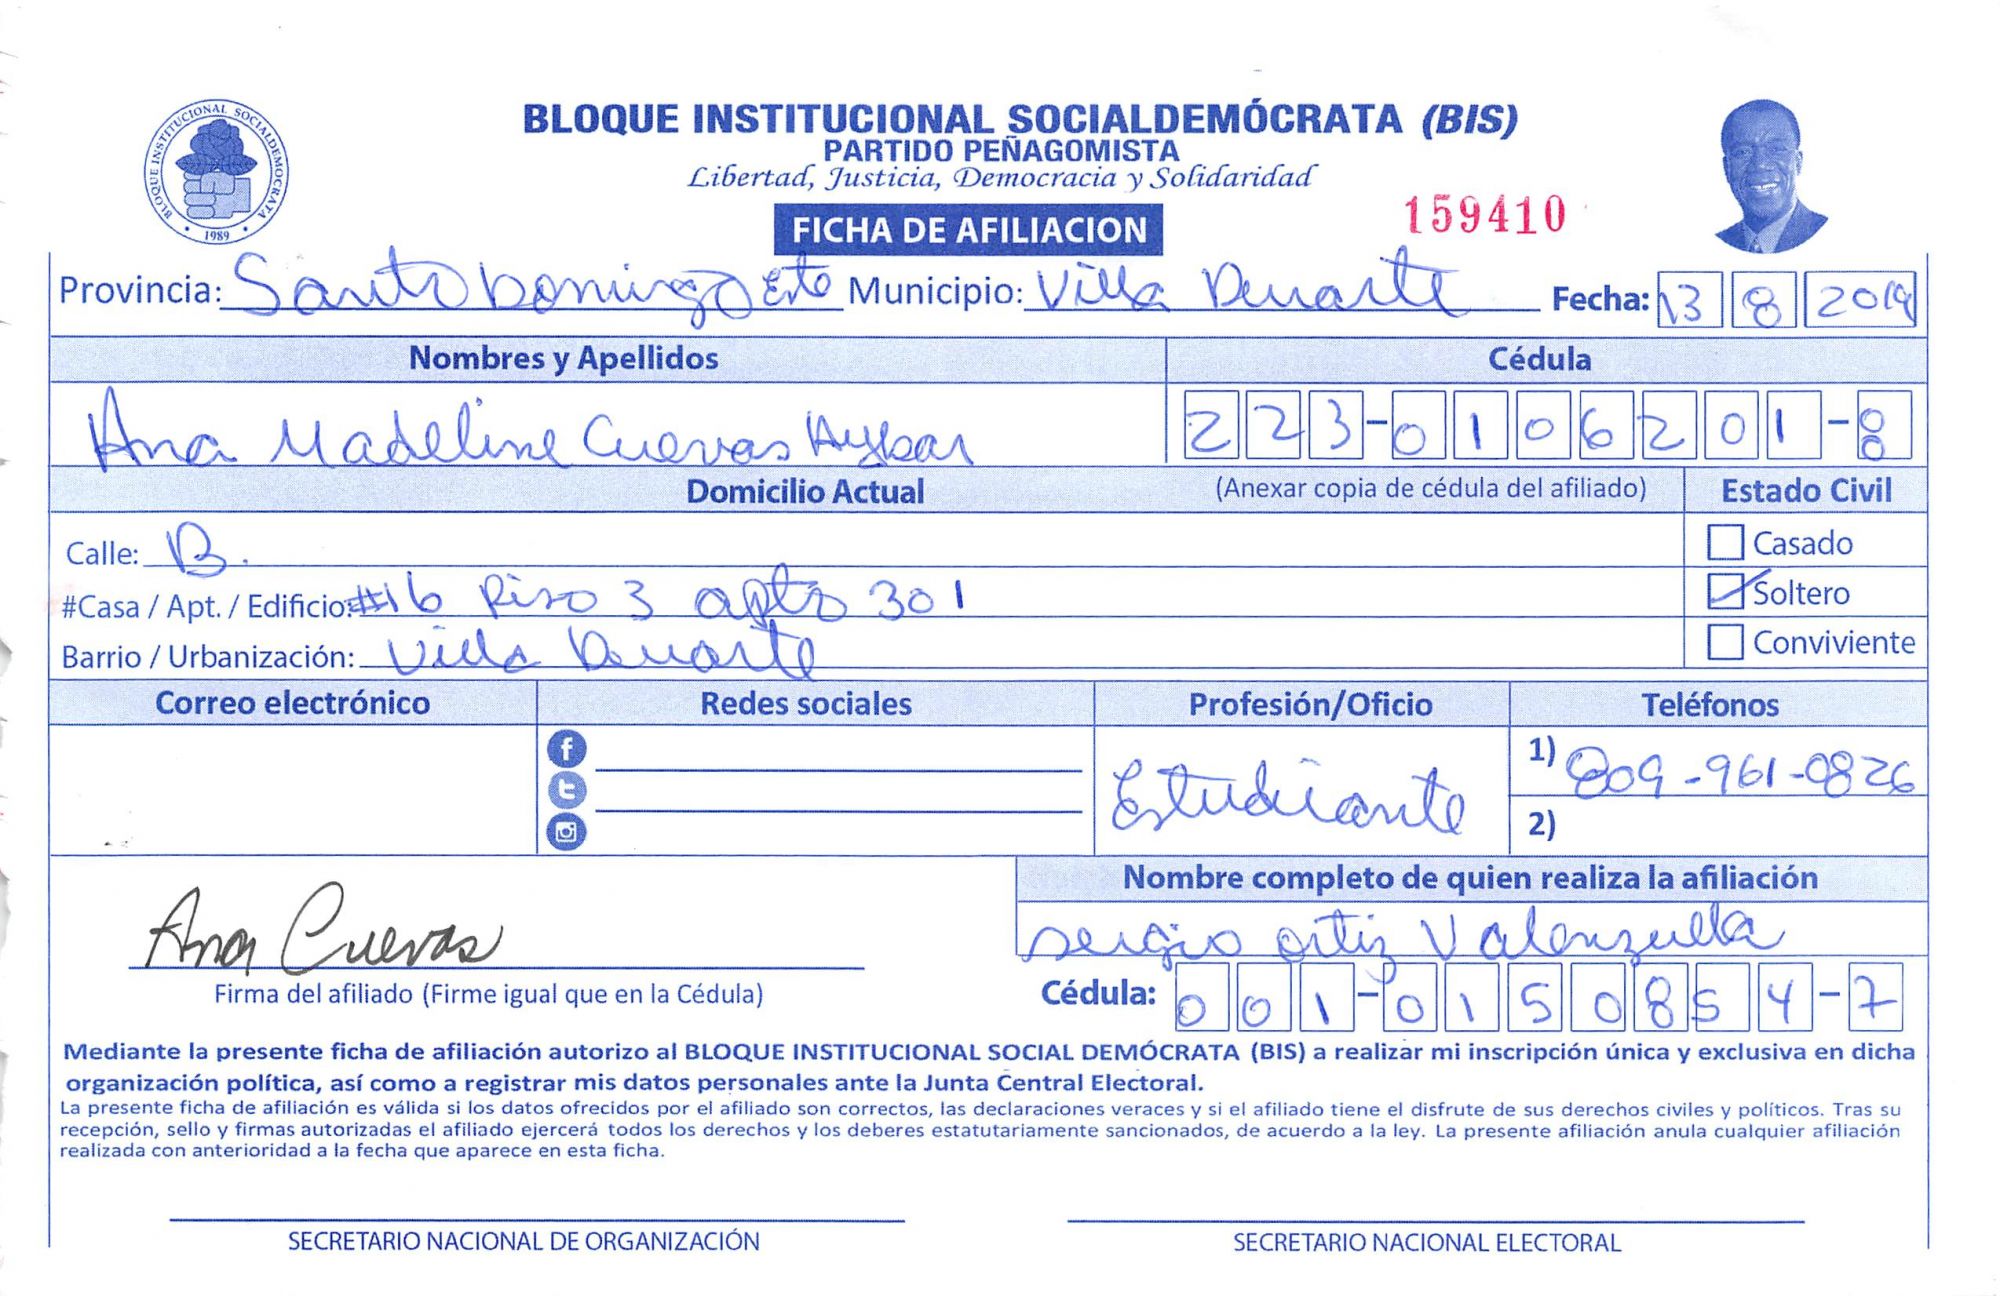 BLOQUE INSTITUCIONAL SOCIALDEMÓCRATA (BIS)
PARTIDO PEÑAGOMISTA
Libertad, Justicia, Democracia y Solidaridad
BLOQUE INSTITUCIONAL SOCIALDEMOCRATA
1989
159410
FICHA DE AFILIACION
Provincia: Santo Domingo Este Municipio: Villa Duarte Fecha: 13 8 2019
Nombres y Apellidos Cédula
Ana Madeline Cuevas Aybar 223-0106201-8
Domicilio Actual (Anexar copia de cédula del afiliado) Estado Civil
Calle: B. Casado
#Casa / Apt. / Edificio: #16 Piso 3 apto 301 Soltero
Barrio / Urbanización: Villa Duarte Conviviente
Correo electrónico Redes sociales Profesión/Oficio Teléfonos
Estudiante 1) 809-961-0826
2)
Nombre completo de quien realiza la afiliación
Ana Cuevas Sergio Ortiz Valenzuela
Firma del afiliado (Firme igual que en la Cédula) Cédula: 001-0150854-7
Mediante la presente ficha de afiliación autorizo al BLOQUE INSTITUCIONAL SOCIAL DEMÓCRATA (BIS) a realizar mi inscripción única y exclusiva en dicha
organización política, así como a registrar mis datos personales ante la Junta Central Electoral.
La presente ficha de afiliación es válida si los datos ofrecidos por el afiliado son correctos, las declaraciones veraces y si el afiliado tiene el disfrute de sus derechos civiles y políticos. Tras su
recepción, sello y firmas autorizadas el afiliado ejercerá todos los derechos y los deberes estatutariamente sancionados, de acuerdo a la ley. La presente afiliación anula cualquier afiliación
realizada con anterioridad a la fecha que aparece en esta ficha.
SECRETARIO NACIONAL DE ORGANIZACIÓN SECRETARIO NACIONAL ELECTORAL